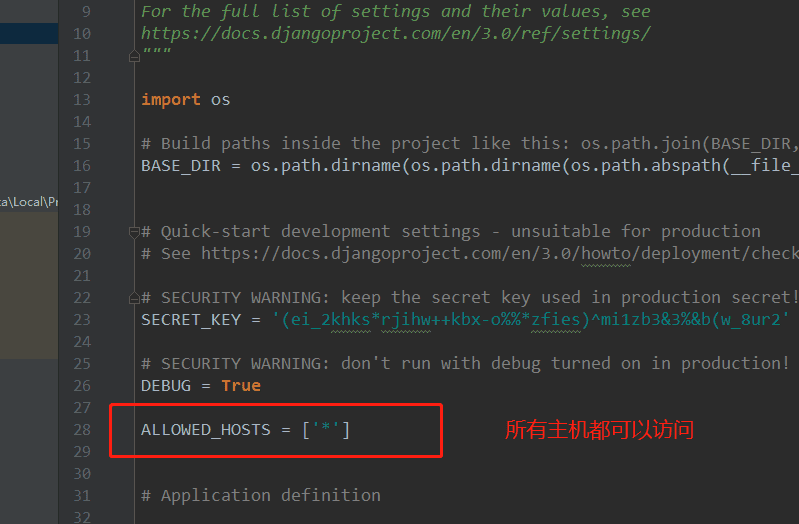 9 For the full list of settings and their values, see
10 https://docs.djangoproject.com/en/3.0/ref/settings/
11 """
12
13 import os
14
15 # Build paths inside the project like this: os.path.join(BASE_DIR,
16 BASE_DIR = os.path.dirname(os.path.dirname(os.path.abspath(__file_
17
ta\Local\Pr
18
19 # Quick-start development settings - unsuitable for production
20 # See https://docs.djangoproject.com/en/3.0/howto/deployment/check
21
22 # SECURITY WARNING: keep the secret key used in production secret!
23 SECRET_KEY = '(ei_2khks*rjihw++kbx-o%%*zfies)^mi1zb3&3%&b(w_8ur2'
24
25 # SECURITY WARNING: don't run with debug turned on in production!
26 DEBUG = True
27
28 ALLOWED_HOSTS = ['*'] 所有主机都可以访问
29
30
31 # Application definition
32